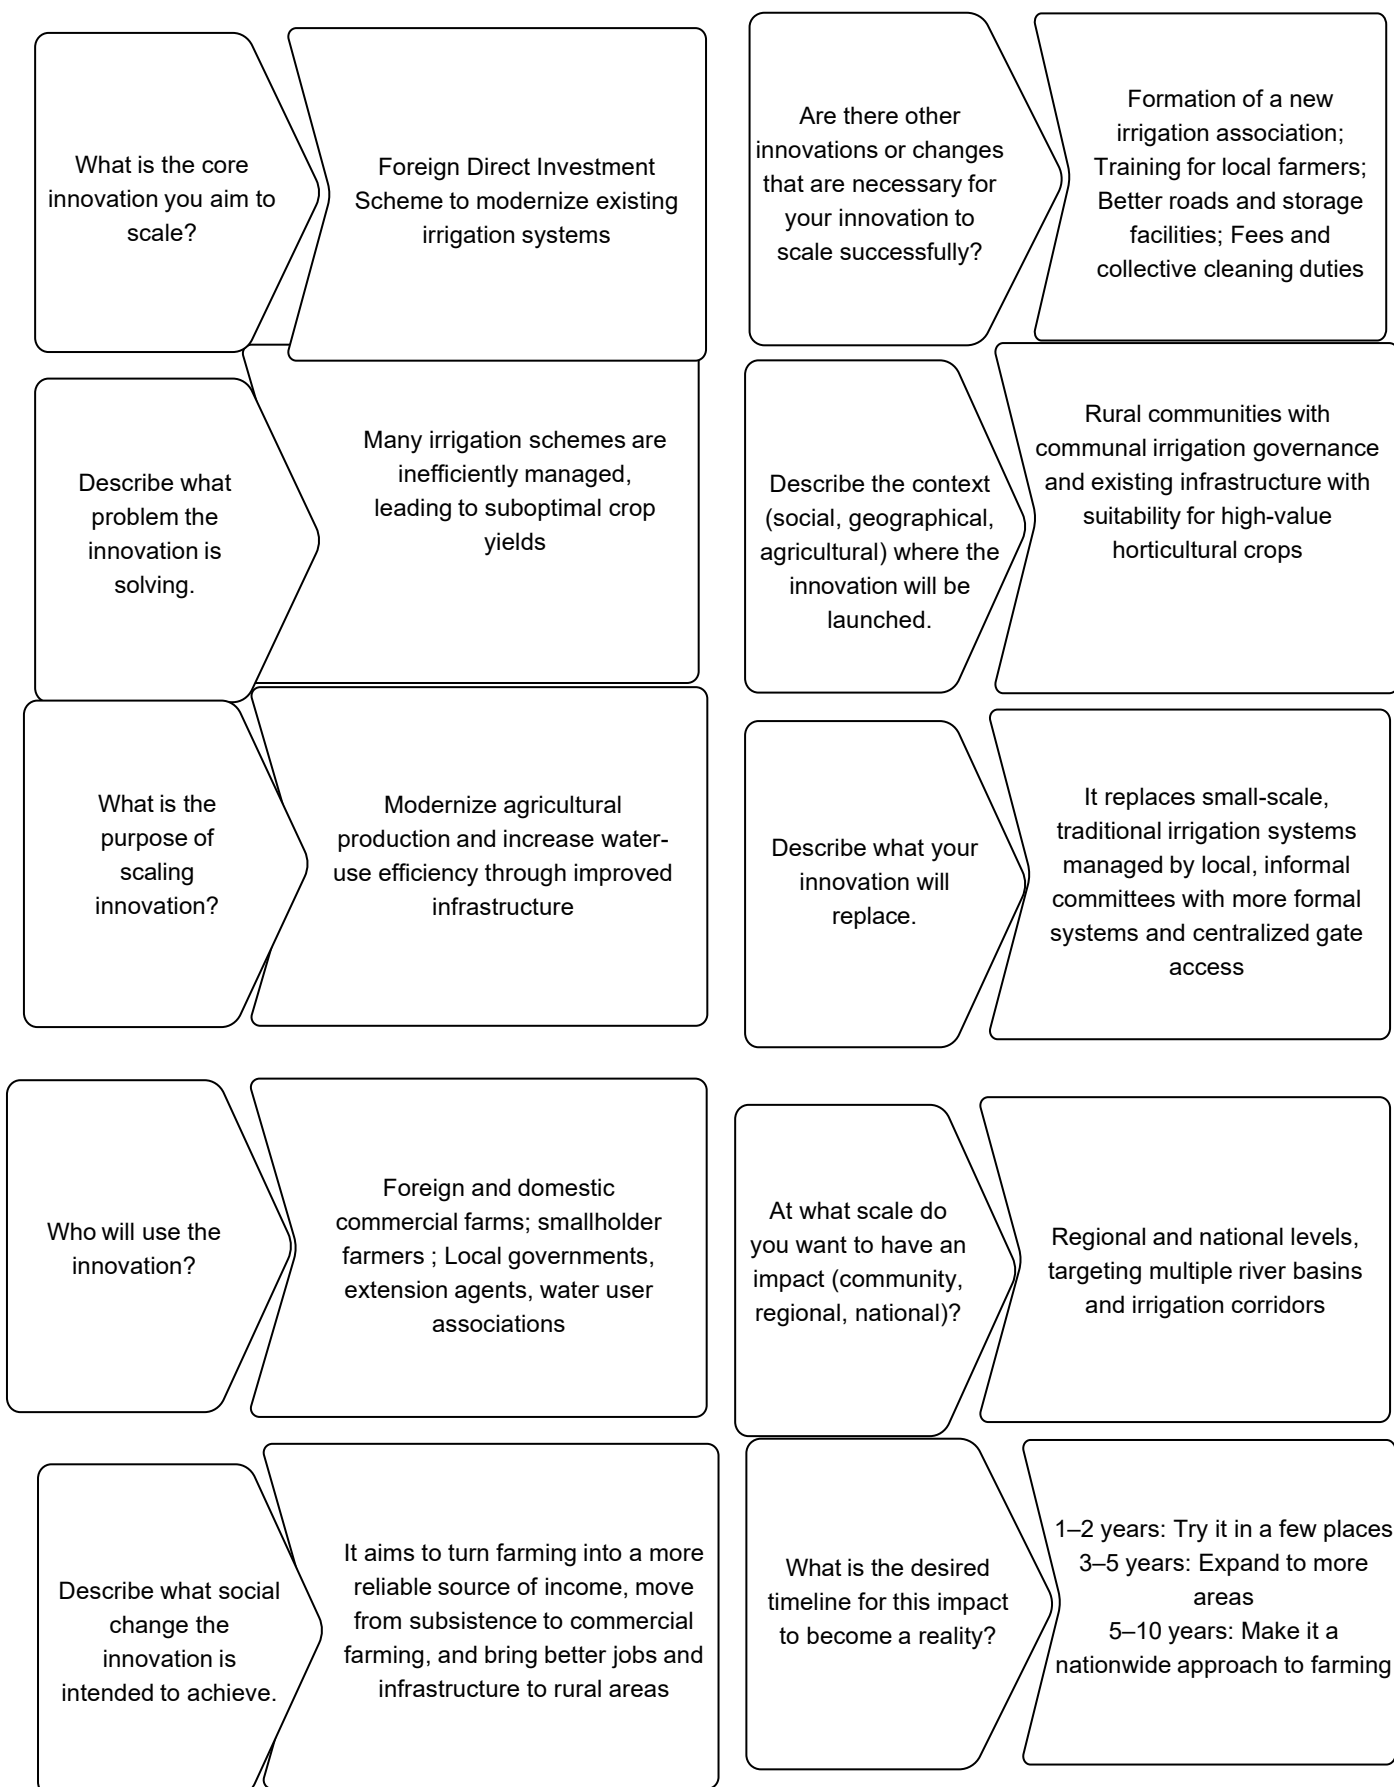 What is the core
innovation you aim to
scale?
Foreign Direct Investment
Scheme to modernize existing
irrigation systems
Describe what
problem the
innovation is
solving.
Many irrigation schemes are
inefficiently managed,
leading to suboptimal crop
yields
What is the
purpose of
scaling
innovation?
Modernize agricultural
production and increase water-
use efficiency through improved
infrastructure
Who will use the
innovation?
Foreign and domestic
commercial farms; smallholder
farmers ; Local governments,
extension agents, water user
associations
Describe what social
change the
innovation is
intended to achieve.
It aims to turn farming into a more
reliable source of income, move
from subsistence to commercial
farming, and bring better jobs and
infrastructure to rural areas
Are there other
innovations or changes
that are necessary for
your innovation to
scale successfully?
Formation of a new
irrigation association;
Training for local farmers;
Better roads and storage
facilities; Fees and
collective cleaning duties
Describe the context
(social, geographical,
agricultural) where the
innovation will be
launched.
Rural communities with
communal irrigation governance
and existing infrastructure with
suitability for high-value
horticultural crops
Describe what your
innovation will
replace.
It replaces small-scale,
traditional irrigation systems
managed by local, informal
committees with more formal
systems and centralized gate
access
At what scale do
you want to have an
impact (community,
regional, national)?
Regional and national levels,
targeting multiple river basins
and irrigation corridors
What is the desired
timeline for this impact
to become a reality?
1–2 years: Try it in a few places
3–5 years: Expand to more
areas
5–10 years: Make it a
nationwide approach to farming